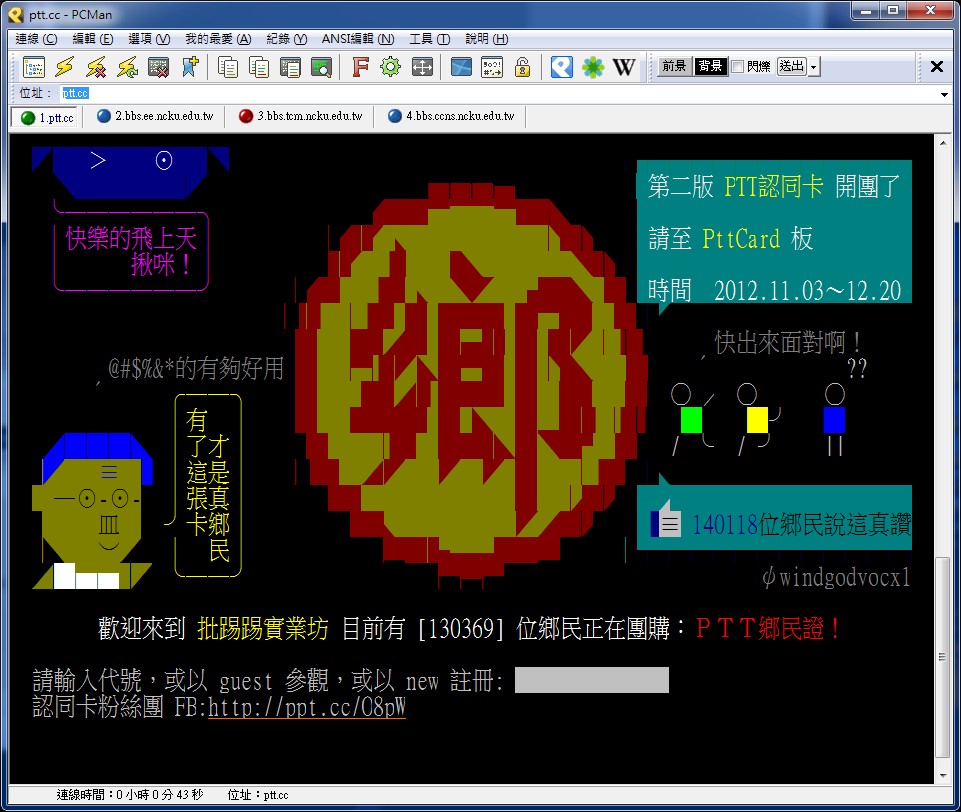 ptt.cc - PCMan
連線 (C) 編輯 (E) 選項 (V) 我的最愛 (A) 紀錄 (Y) ANSI編輯 (N) 工具 (T) 說明 (H)
F W 前景 背景 閃爍 送出
位址： ptt.cc
1.ptt.cc 2.bbs.ee.ncku.edu.tw 3.bbs.tcm.ncku.edu.tw 4.bbs.ccns.ncku.edu.tw
快樂的飛上天
揪咪！
鄉
第二版 PTT認同卡 開團了
請至 PttCard 板
時間 2012.11.03～12.20
快出來面對啊！
??
@#$%&*的有夠好用
有了這張卡
才是真鄉民
140118位鄉民說這真讚
ψwindgodvocx1
歡迎來到 批踢踢實業坊 目前有 [130369] 位鄉民正在團購：ＰＴＴ鄉民證！
請輸入代號，或以 guest 參觀，或以 new 註冊:
認同卡粉絲團 FB:http://ppt.cc/C8pW
連線時間：0 小時 0 分 43 秒 位址：ptt.cc